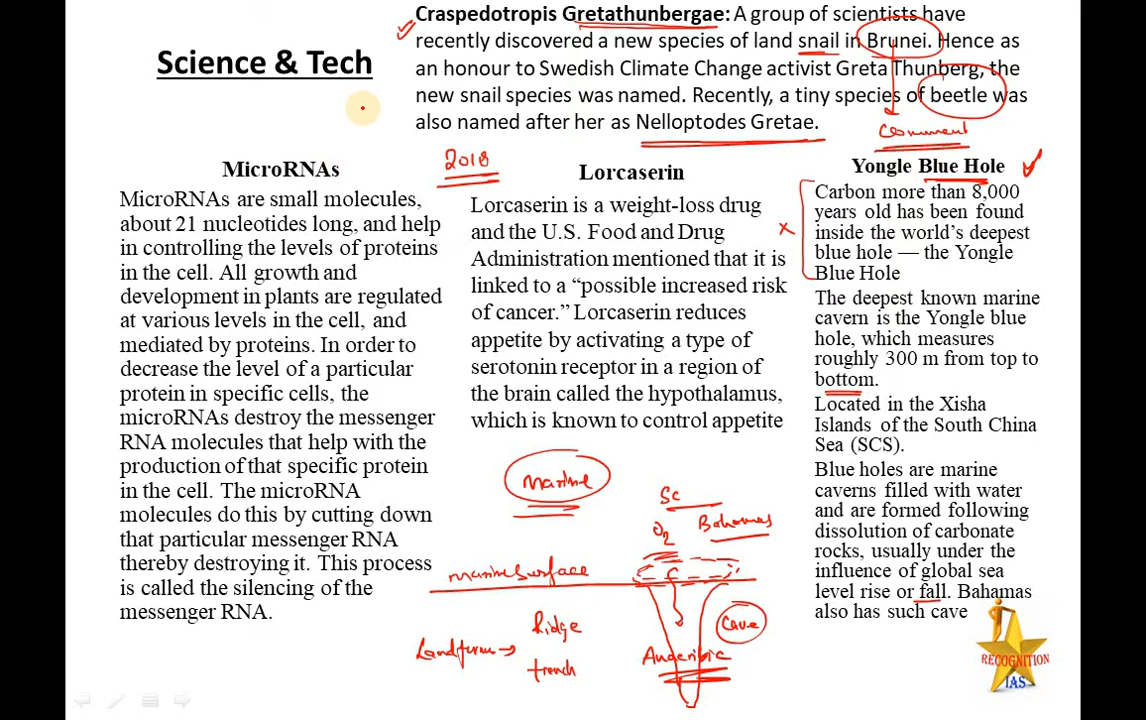 Science & Tech
Craspedotropis Gretathunbergae: A group of scientists have
recently discovered a new species of land snail in Brunei. Hence as
an honour to Swedish Climate Change activist Greta Thunberg, the
new snail species was named. Recently, a tiny species of beetle was
also named after her as Nelloptodes Gretae.
Comment
MicroRNAs
MicroRNAs are small molecules,
about 21 nucleotides long, and help
in controlling the levels of proteins
in the cell. All growth and
development in plants are regulated
at various levels in the cell, and
mediated by proteins. In order to
decrease the level of a particular
protein in specific cells, the
microRNAs destroy the messenger
RNA molecules that help with the
production of that specific protein
in the cell. The microRNA
molecules do this by cutting down
that particular messenger RNA
thereby destroying it. This process
is called the silencing of the
messenger RNA.
2018
Lorcaserin
Lorcaserin is a weight-loss drug
and the U.S. Food and Drug
Administration mentioned that it is
linked to a “possible increased risk
of cancer.” Lorcaserin reduces
appetite by activating a type of
serotonin receptor in a region of
the brain called the hypothalamus,
which is known to control appetite
Yongle Blue Hole
Carbon more than 8,000
years old has been found
inside the world’s deepest
blue hole — the Yongle
Blue Hole
The deepest known marine
cavern is the Yongle blue
hole, which measures
roughly 300 m from top to
bottom.
Located in the Xisha
Islands of the South China
Sea (SCS).
Blue holes are marine
caverns filled with water
and are formed following
dissolution of carbonate
rocks, usually under the
influence of global sea
level rise or fall. Bahamas
also has such cave
Marine
Sc
O2
Bahamas
Marine Surface
C
Cave
Landform
Ridge
trench
Anaerobic
RECOGNITION
IAS